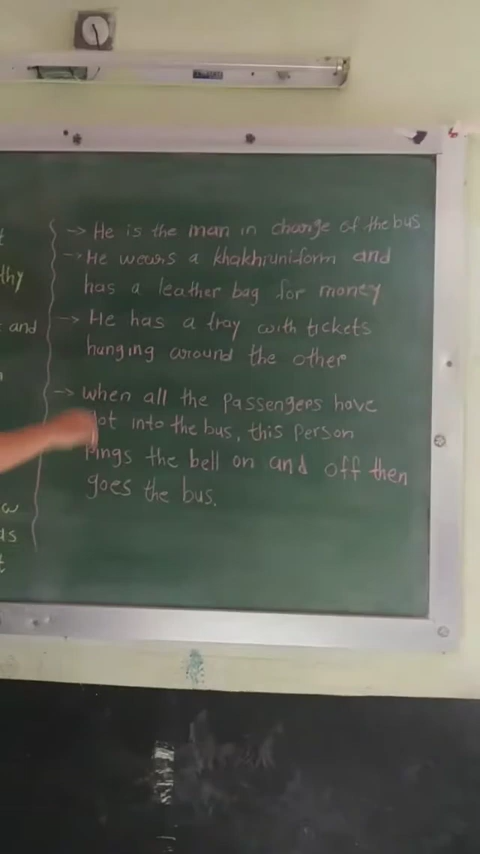 t
thy
and
n
w
as
t
→ He is the man in charge of the bus
→ He wears a khakhi uniform and
has a leather bag for money
→ He has a tray with tickets
hanging around the other
→ when all the passengers have
got into the bus, this person
rings the bell on and off then
goes the bus.